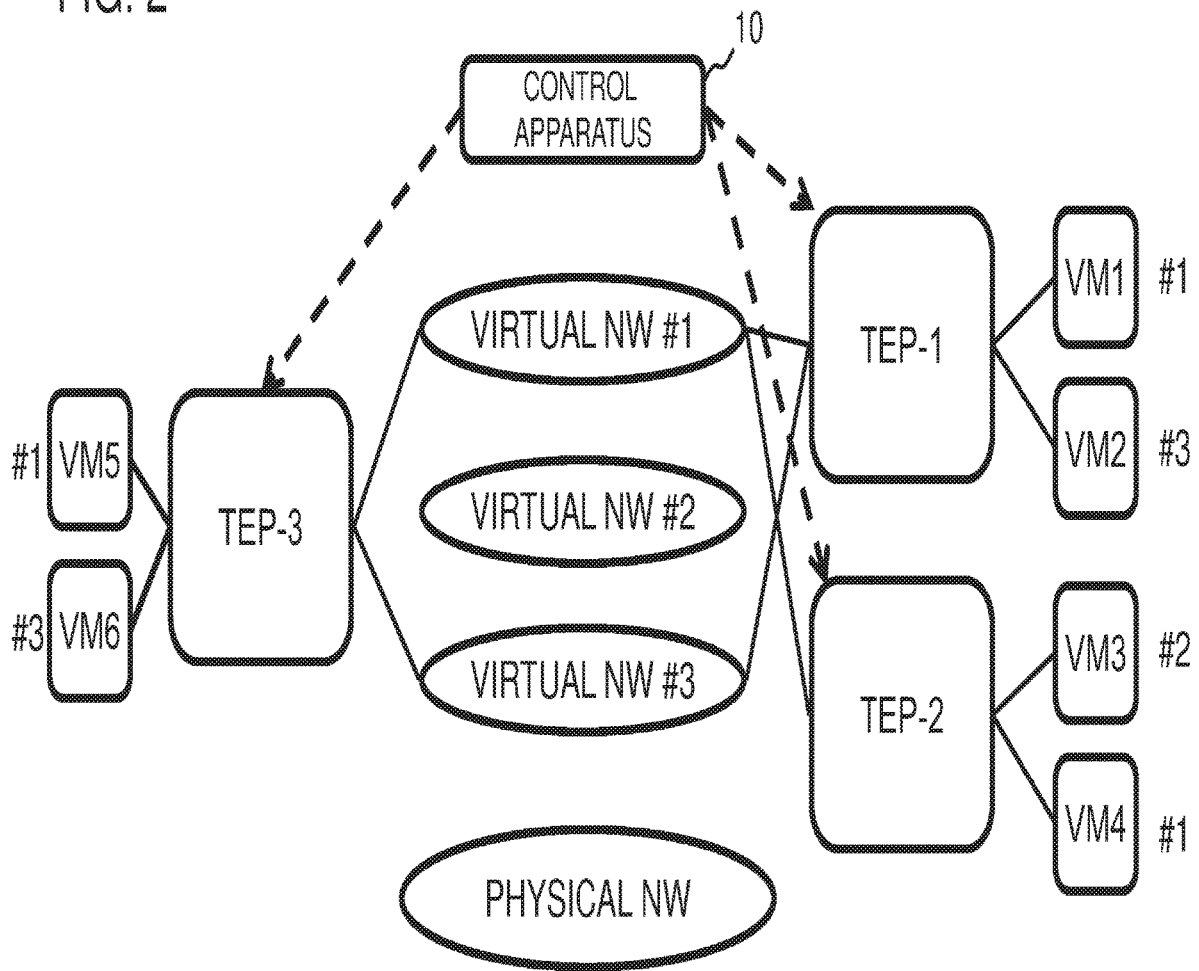 FIG. 2
10
CONTROL
APPARATUS
VIRTUAL NW #1
TEP-1
VM1
#1
VM2
#3
#1
VM5
TEP-3
VIRTUAL NW #2
#3
VM6
VIRTUAL NW #3
TEP-2
VM3
#2
VM4
#1
PHYSICAL NW